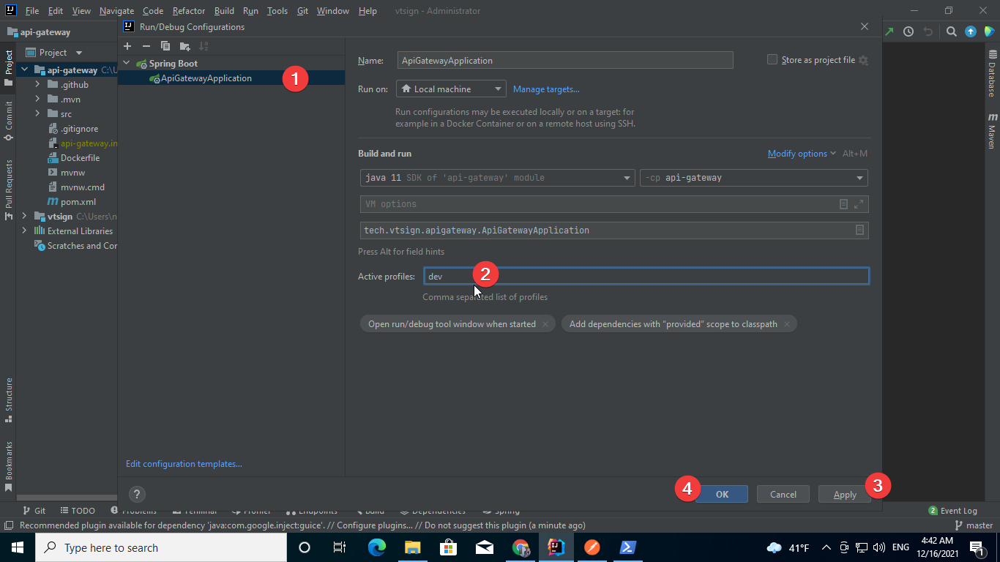 File Edit View Navigate Code Refactor Build Run Tools Git Window Help vtsign - Administrator
api-gateway
Run/Debug Configurations
Project
Project
api-gateway C:\U
.github
.mvn
src
.gitignore
api-gateway.in
Dockerfile
mvnw
mvnw.cmd
pom.xml
vtsign C:\Users\n
External Libraries
Scratches and Cor
Commit
Pull Requests
Structure
Bookmarks
Spring Boot
ApiGatewayApplication
1
Edit configuration templates...
?
Name: ApiGatewayApplication
Store as project file
Run on: Local machine Manage targets...
Run configurations may be executed locally or on a target: for
example in a Docker Container or on a remote host using SSH.
Build and run
Modify options Alt+M
java 11 SDK of 'api-gateway' module
-cp api-gateway
VM options
tech.vtsign.apigateway.ApiGatewayApplication
Press Alt for field hints
Active profiles: dev
2
Comma separated list of profiles
Open run/debug tool window when started
Add dependencies with “provided” scope to classpath
4 OK Cancel Apply 3
Database
m Maven
Git TODO Problems Terminal Profiler Endpoints Build Dependencies Spring
2 Event Log
Recommended plugin available for dependency 'java:com.google.inject:guice'. // Configure plugins... // Do not suggest this plugin (a minute ago)
master
Type here to search
41°F
ENG
4:42 AM
12/16/2021
1